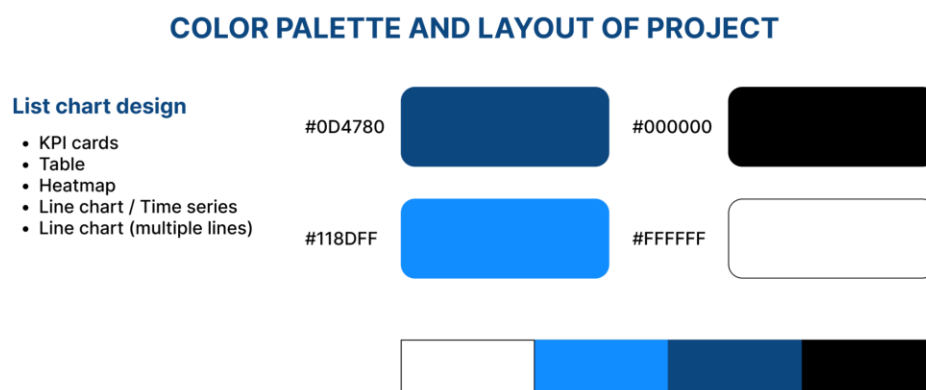 COLOR PALETTE AND LAYOUT OF PROJECT
List chart design
• KPI cards
• Table
• Heatmap
• Line chart / Time series
• Line chart (multiple lines)
#0D4780
#000000
#118DFF
#FFFFFF